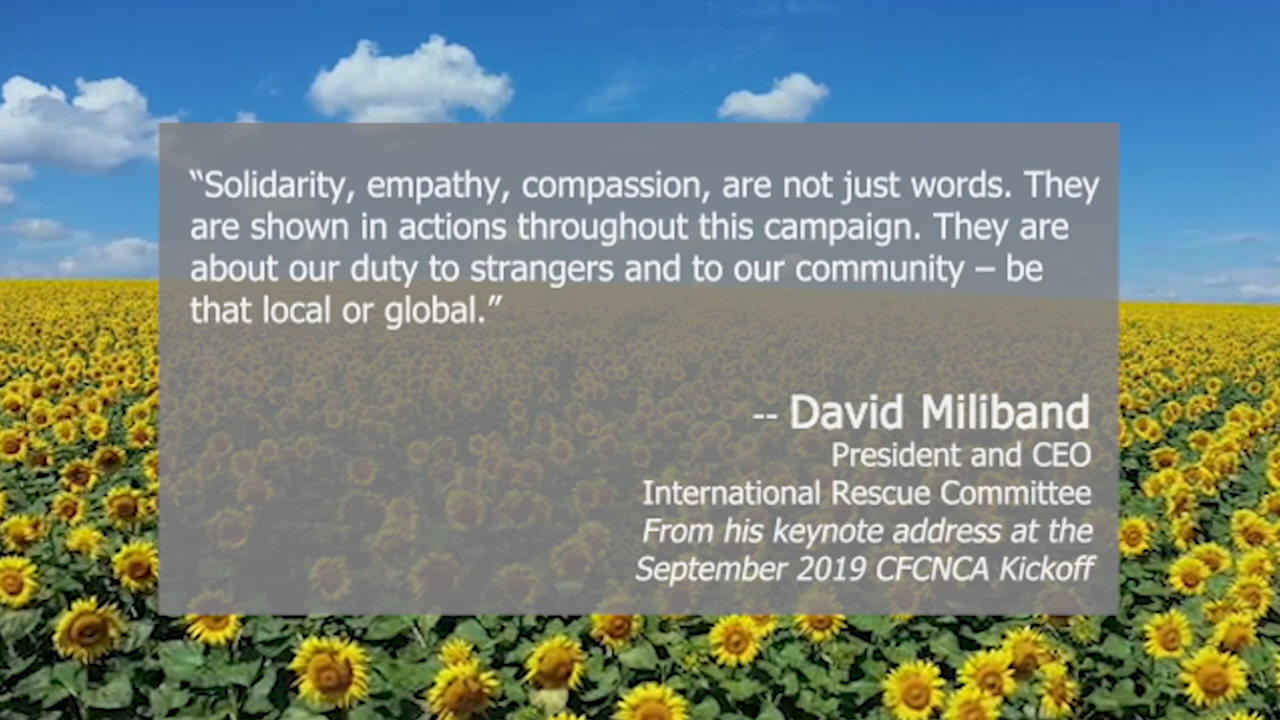 “Solidarity, empathy, compassion, are not just words. They
are shown in actions throughout this campaign. They are
about our duty to strangers and to our community – be
that local or global.”
-- David Miliband
President and CEO
International Rescue Committee
From his keynote address at the
September 2019 CFCNCA Kickoff